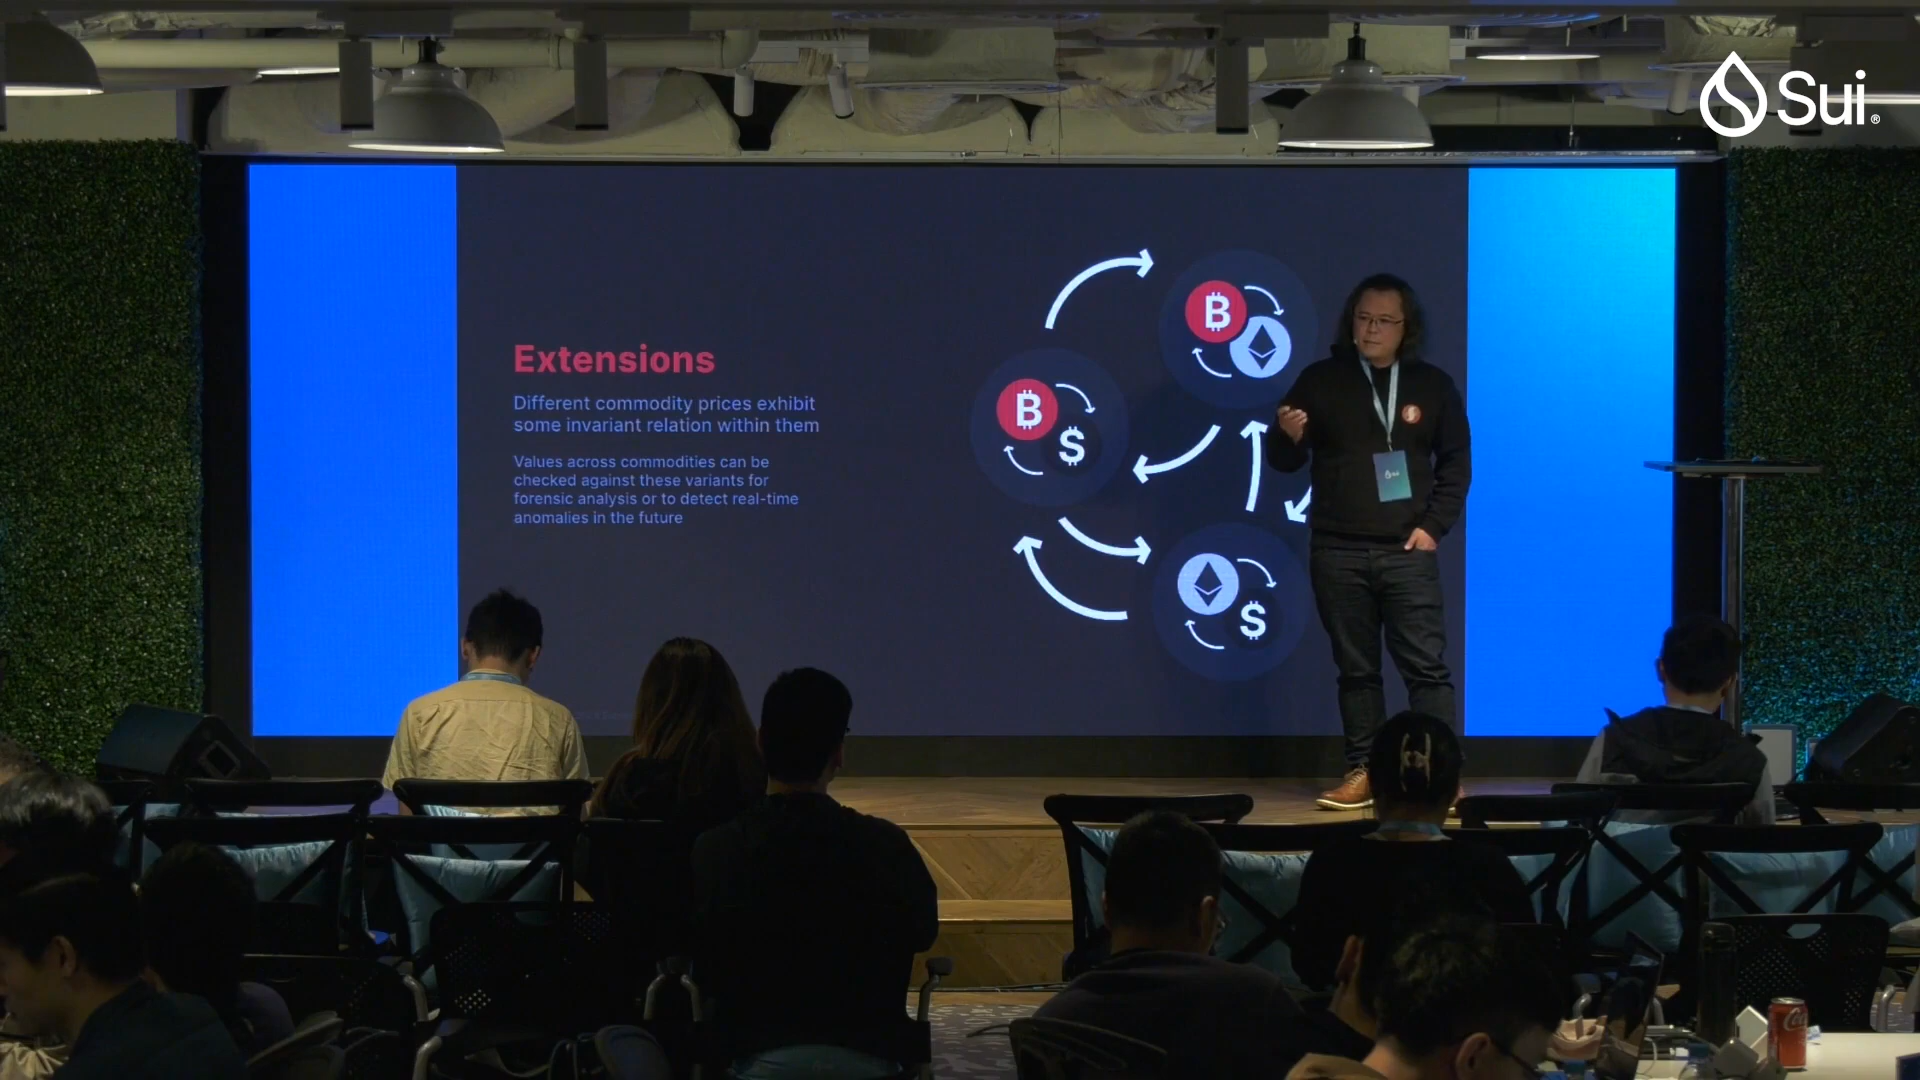 Sui®
Extensions
Different commodity prices exhibit
some invariant relation within them
Values across commodities can be
checked against these variants for
forensic analysis or to detect real-time
anomalies in the future